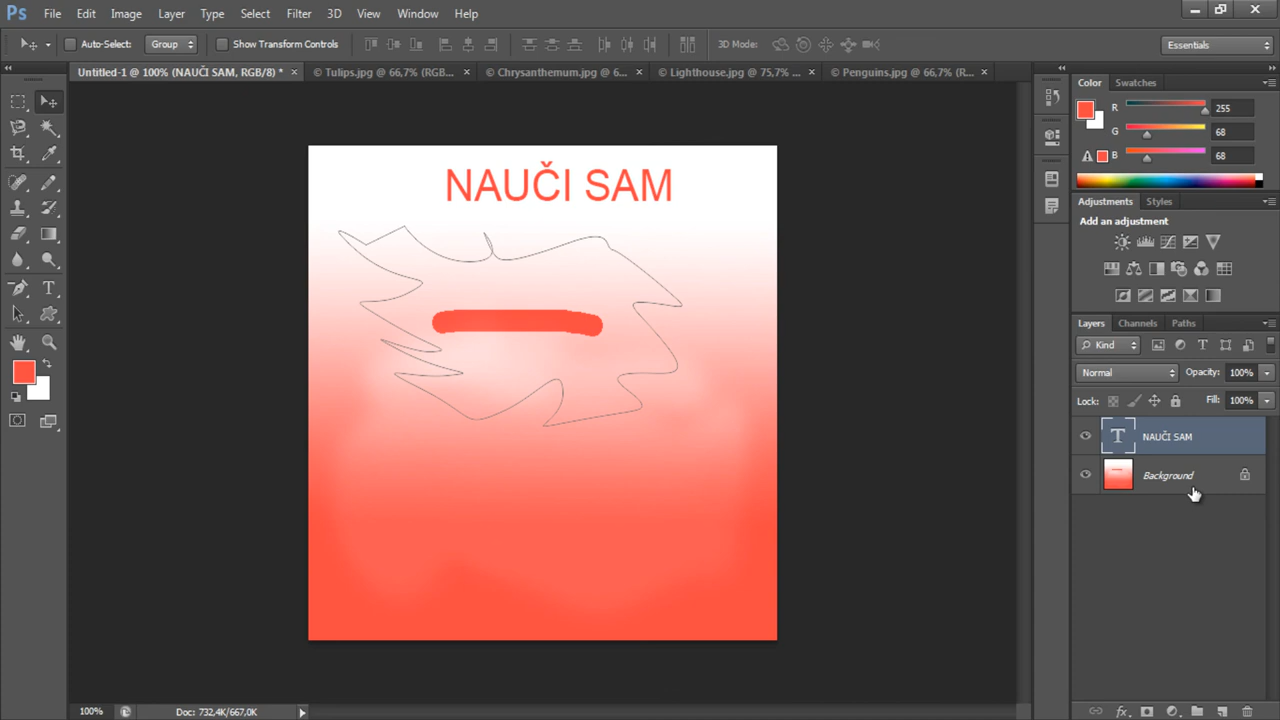 Ps File Edit Image Layer Type Select Filter 3D View Window Help
Auto-Select: Group Show Transform Controls 3D Mode: Essentials
Untitled-1 @ 100% (NAUČI SAM, RGB/8) * × © Tulips.jpg @ 66,7% (RGB... × © Chrysanthemum.jpg @ 6... × © Lighthouse.jpg @ 75,7% ... × © Penguins.jpg @ 66,7% (R... ×
Color Swatches
R 255
G 68
B 68
NAUČI SAM
Adjustments Styles
Add an adjustment
Layers Channels Paths
Kind
Normal Opacity: 100%
Lock: Fill: 100%
T NAUČI SAM
Background
100% Doc: 732,4K/667,0K